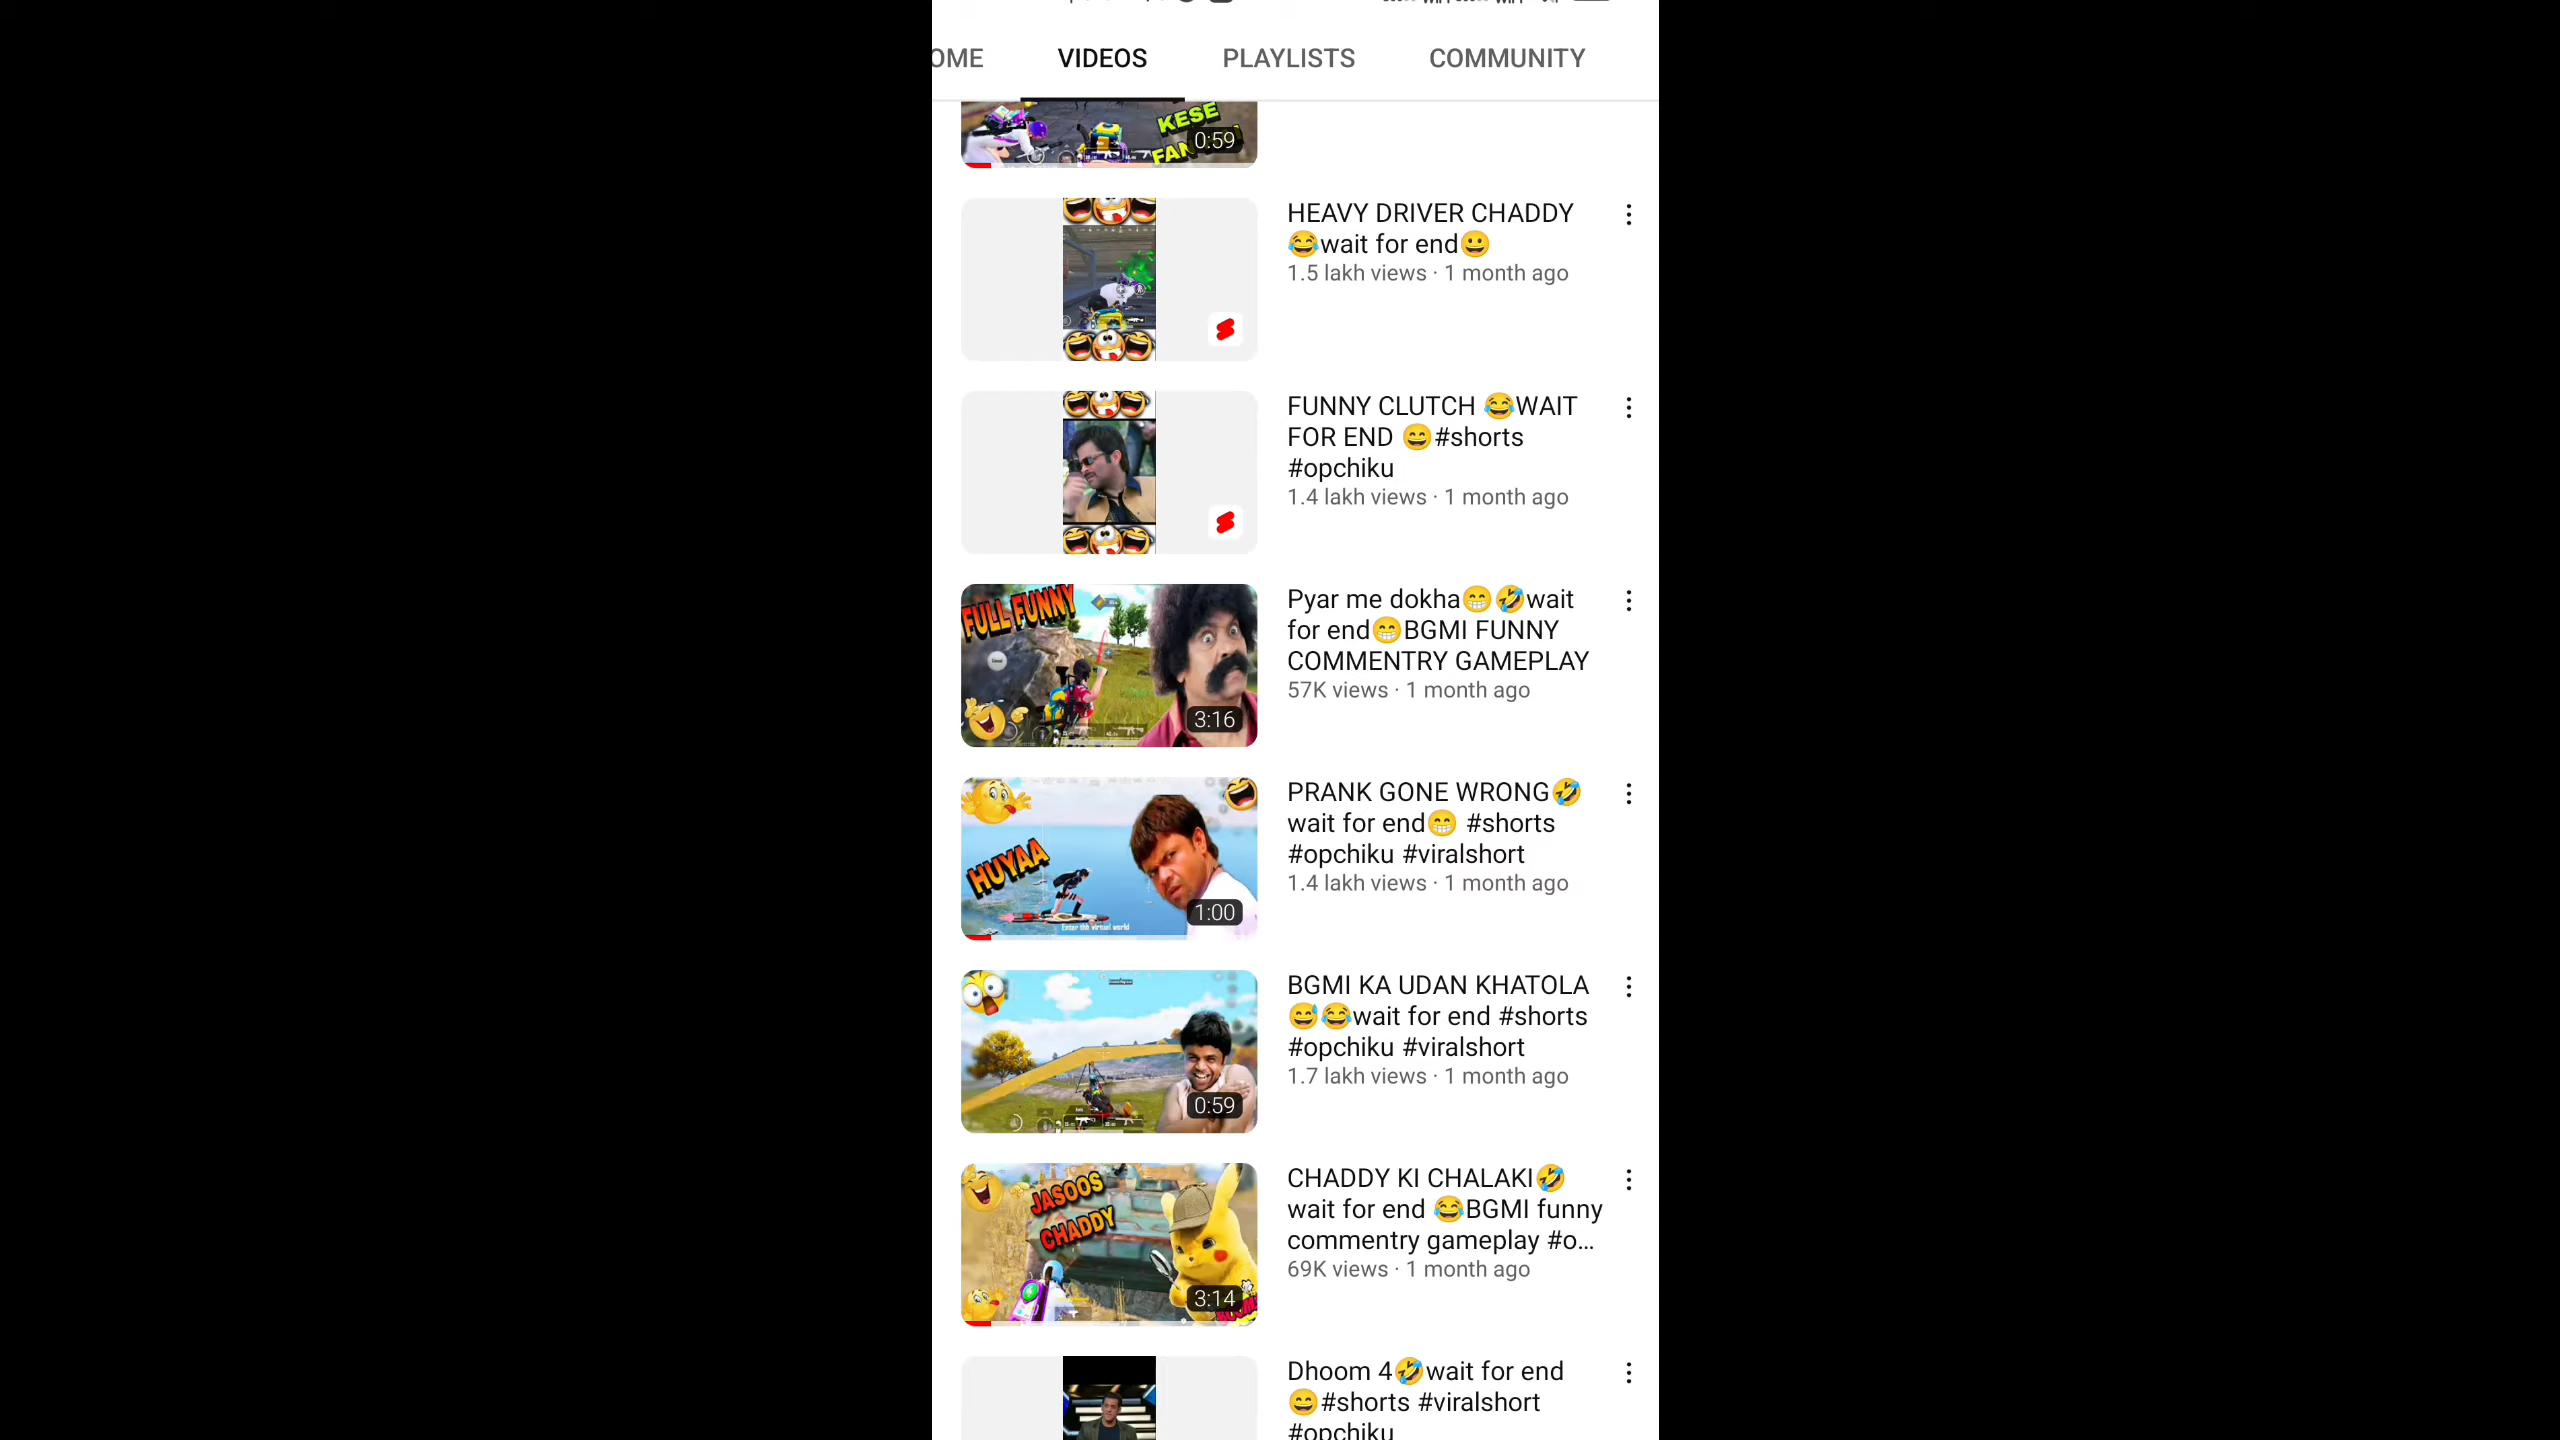 OME VIDEOS PLAYLISTS COMMUNITY
KESE
0:59
HEAVY DRIVER CHADDY
😂wait for end😀
1.5 lakh views · 1 month ago
FUNNY CLUTCH 😂WAIT
FOR END 😄#shorts
#opchiku
1.4 lakh views · 1 month ago
FULL FUNNY
3:16
Pyar me dokha😁🤣wait
for end😁BGMI FUNNY
COMMENTRY GAMEPLAY
57K views · 1 month ago
HUYAA
Enter the virtual world
1:00
PRANK GONE WRONG🤣
wait for end😁 #shorts
#opchiku #viralshort
1.4 lakh views · 1 month ago
0:59
BGMI KA UDAN KHATOLA
😅😂wait for end #shorts
#opchiku #viralshort
1.7 lakh views · 1 month ago
JASOOS
CHADDY
3:14
CHADDY KI CHALAKI🤣
wait for end 😂BGMI funny
commentry gameplay #o...
69K views · 1 month ago
Dhoom 4🤣wait for end
😄#shorts #viralshort
#opchiku